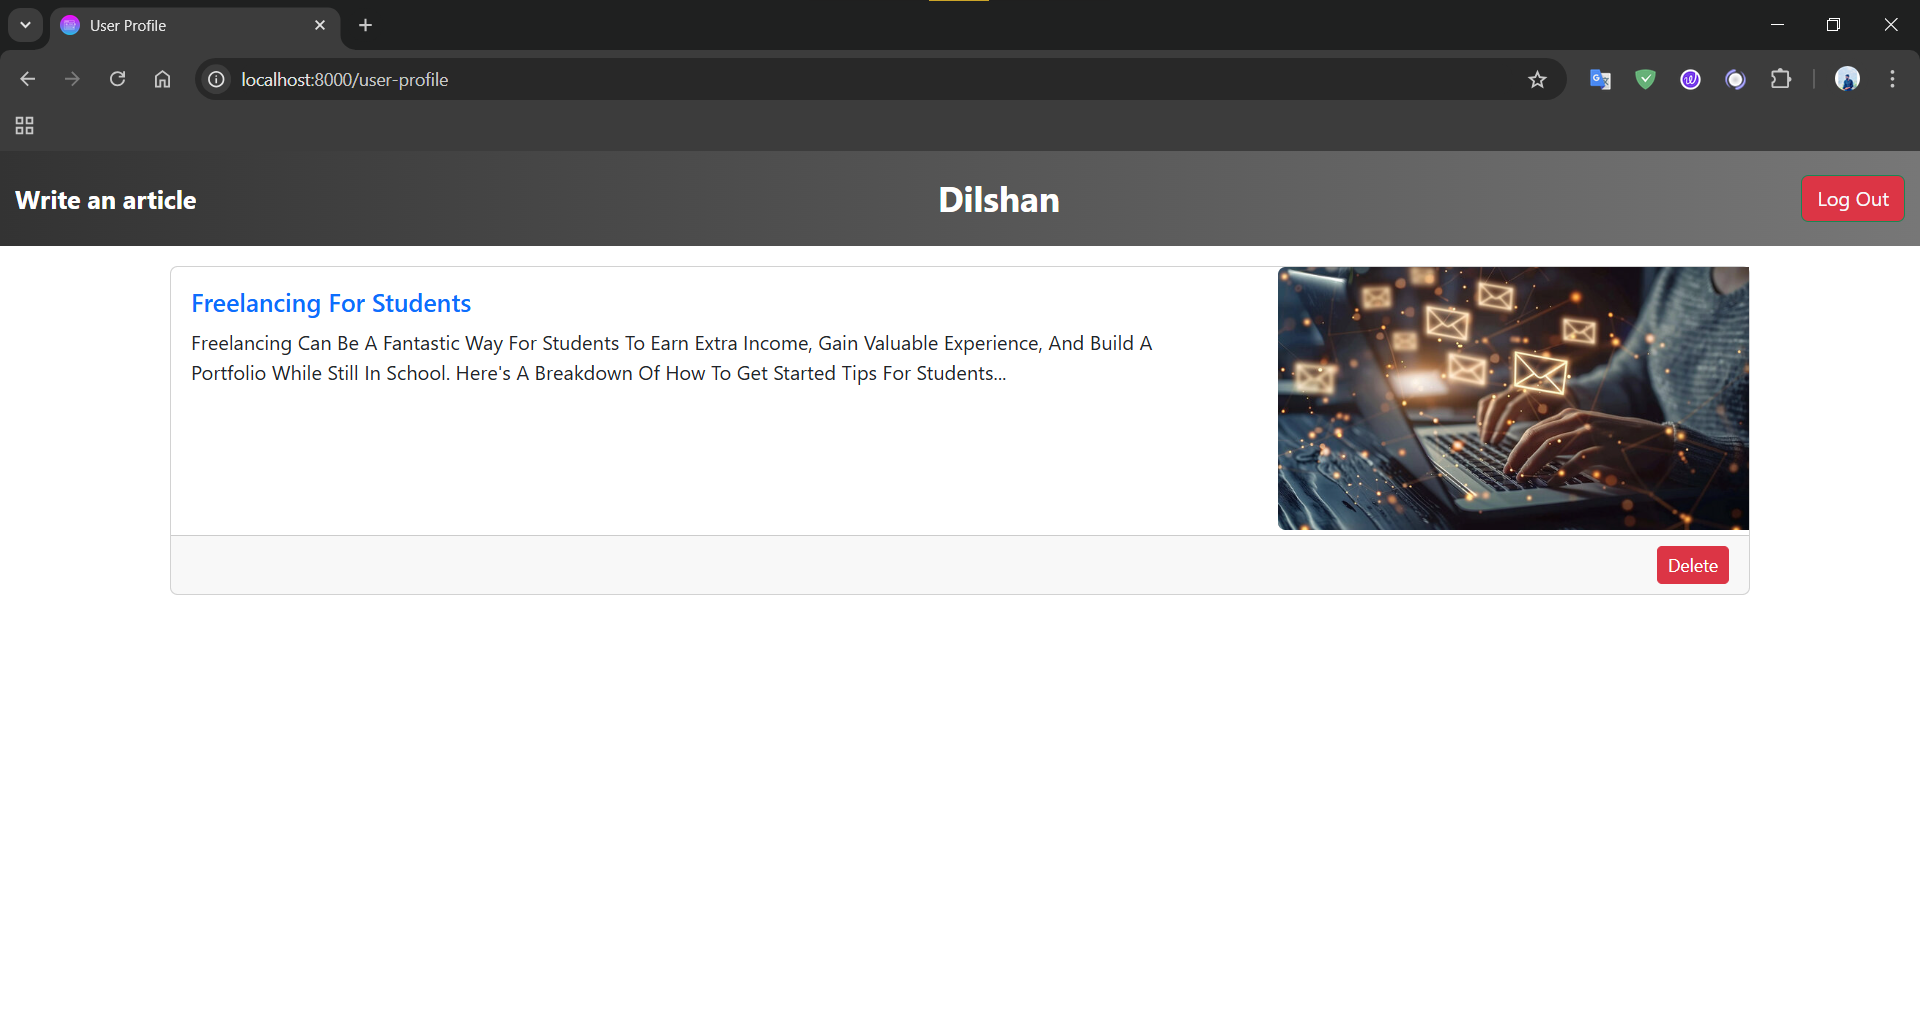 User Profile
localhost:8000/user-profile
Write an article
Dilshan
Log Out
Freelancing For Students
Freelancing Can Be A Fantastic Way For Students To Earn Extra Income, Gain Valuable Experience, And Build A
Portfolio While Still In School. Here's A Breakdown Of How To Get Started Tips For Students...
Delete